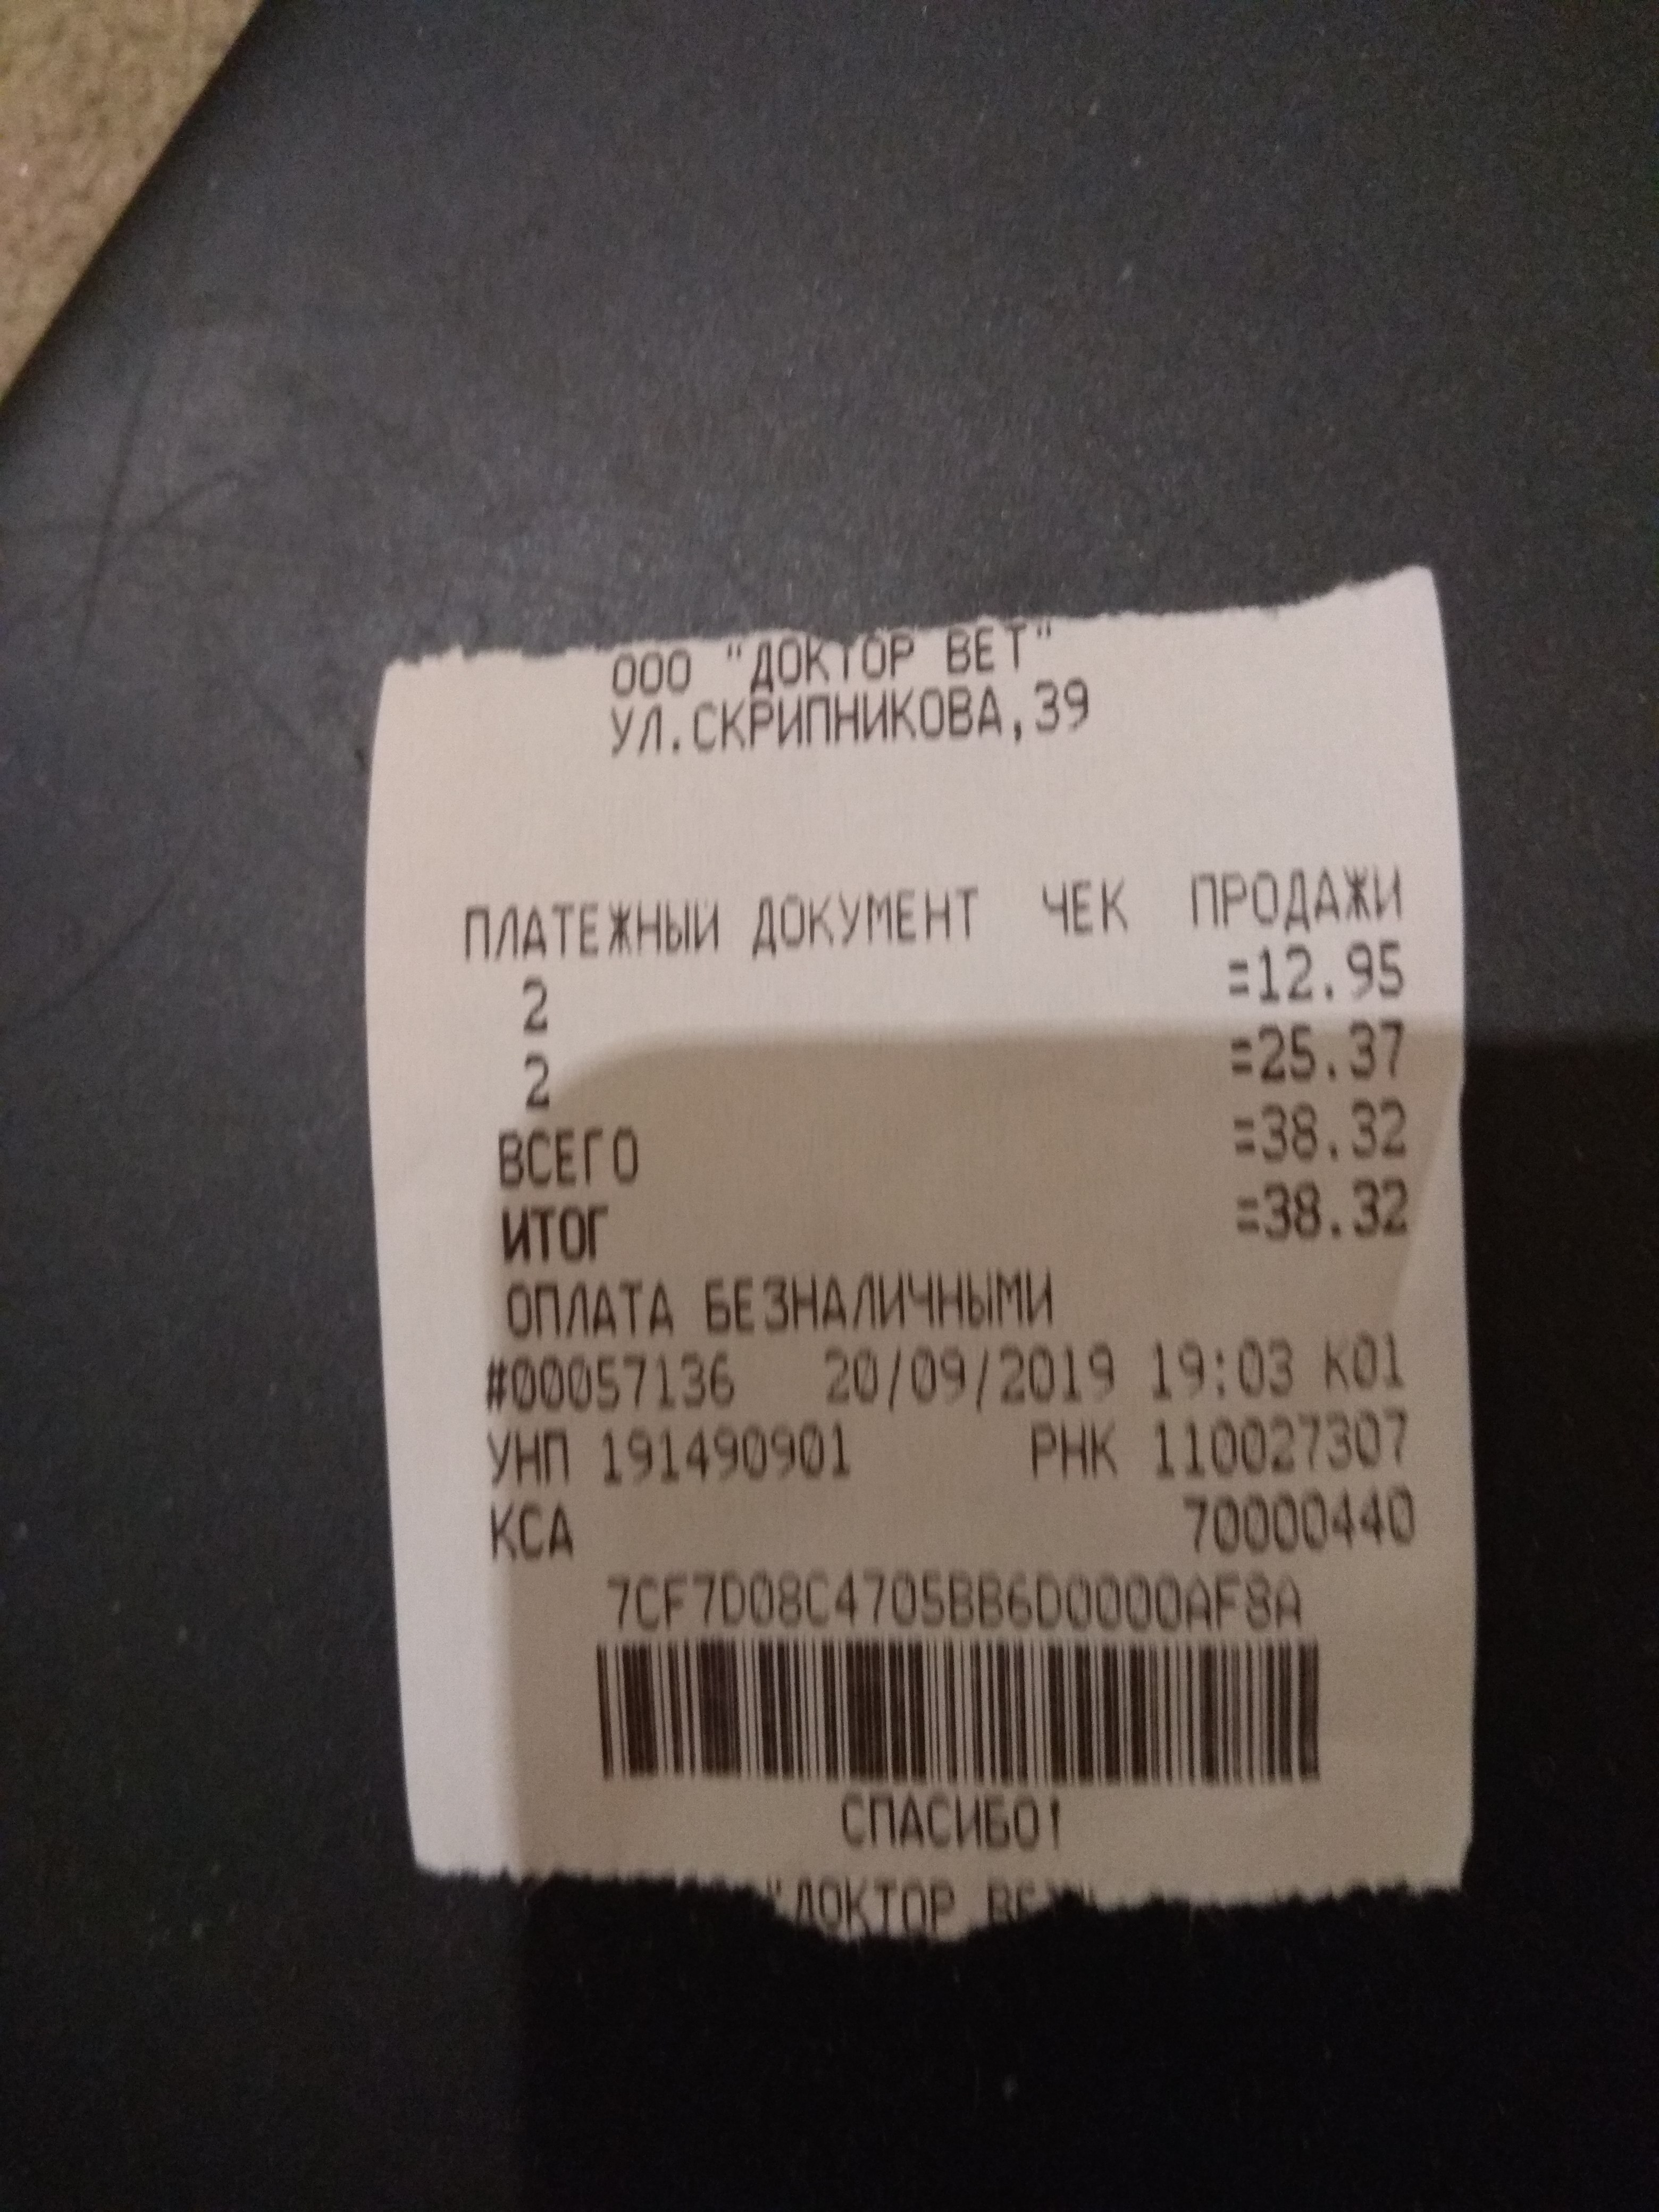 ООО "ДОКТОР ВЕТ"
УЛ.СКРИПНИКОВА,39
ПЛАТЕЖНЫЙ ДОКУМЕНТ ЧЕК ПРОДАЖИ
2 =12.95
2 =25.37
ВСЕГО =38.32
ИТОГ =38.32
ОПЛАТА БЕЗНАЛИЧНЫМИ
#00057136 20/09/2019 19:03 К01
УНП 191490901 РНК 110027307
КСА 70000440
7CF7D08C4705BB6D0000AF8A
СПАСИБО!
"ДОКТОР ВЕТ"